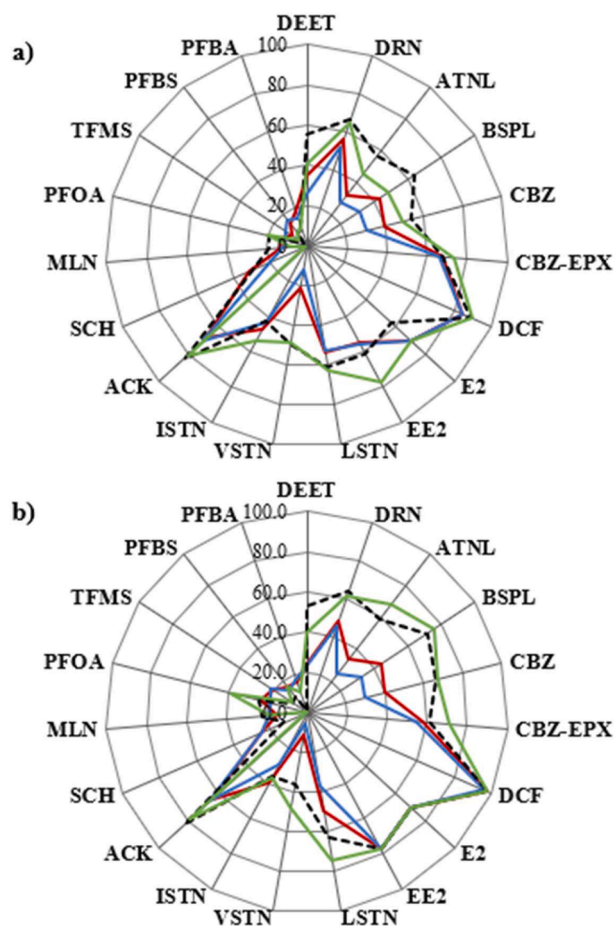 a)
DEET
DRN
ATNL
BSPL
CBZ
CBZ-EPX
DCF
E2
EE2
LSTN
VSTN
ISTN
ACK
SCH
MLN
PFOA
TFMS
PFBS
PFBA
100
80
60
40
20
0
b)
DEET
DRN
ATNL
BSPL
CBZ
CBZ-EPX
DCF
E2
EE2
LSTN
VSTN
ISTN
ACK
SCH
MLN
PFOA
TFMS
PFBS
PFBA
100.0
80.0
60.0
40.0
20.0